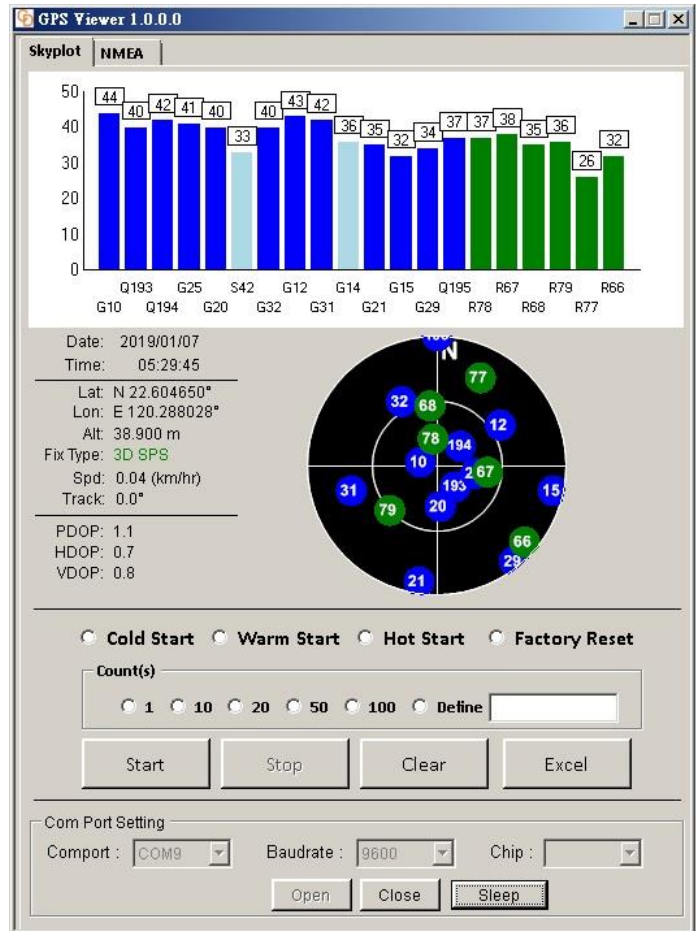 GPS Viewer 1.0.0.0
Skyplot NMEA
50
40
30
20
10
0
44 40 42 41 40 33 40 43 42 36 35 32 34 37 37 38 35 36 26 32
Q193 G25 S42 G12 G14 G15 Q195 R67 R79 R66
G10 Q194 G20 G32 G31 G21 G29 R78 R68 R77
Date: 2019/01/07
Time: 05:29:45
Lat: N 22.604650°
Lon: E 120.288028°
Alt: 38.900 m
Fix Type: 3D SPS
Spd: 0.04 (km/hr)
Track: 0.0°
PDOP: 1.1
HDOP: 0.7
VDOP: 0.8
N
77
32 68
12
78 194
10 67
193
31 15
79 20
66
29
21
Cold Start Warm Start Hot Start Factory Reset
Count(s)
1 10 20 50 100 Define
Start Stop Clear Excel
Com Port Setting
Comport : COM9 Baudrate : 9600 Chip :
Open Close Sleep